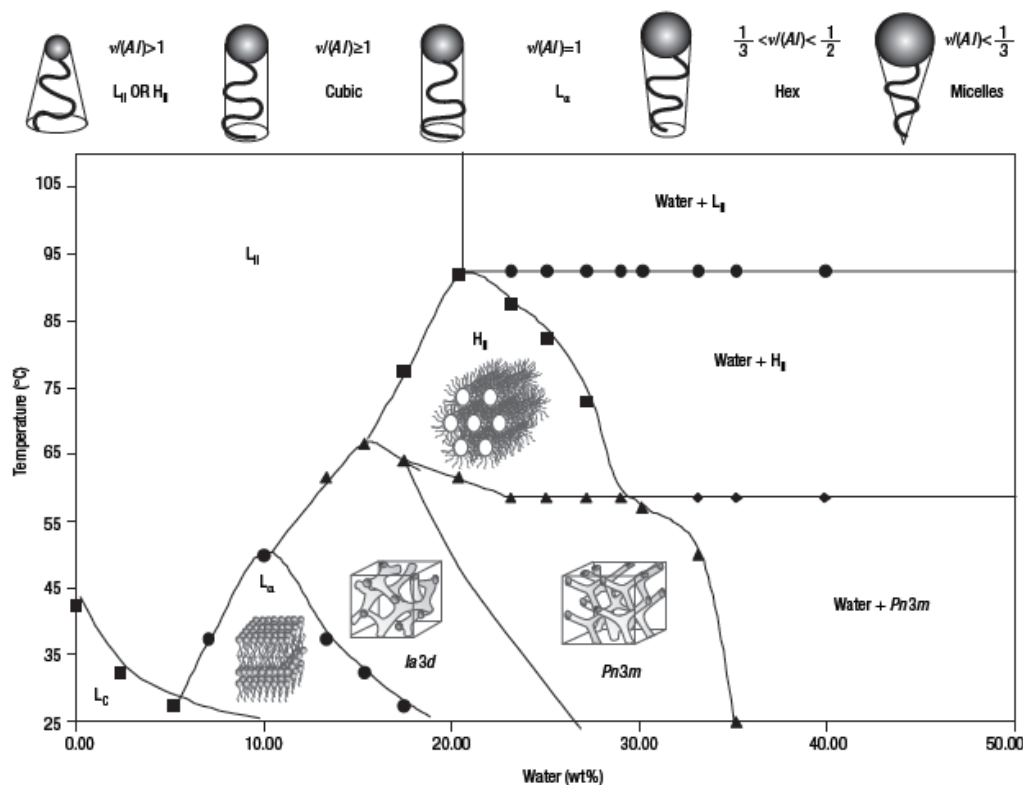 v/(Al)>1
L_II OR H_II
v/(Al)≥1
Cubic
v/(Al)=1
L_α
1/3 <v/(Al)< 1/2
Hex
v/(Al)< 1/3
Micelles
105
95
85
75
65
55
45
35
25
Temperature (°C)
L_II
Water + L_II
H_II
Water + H_II
L_α
Ia3d
Pn3m
Water + Pn3m
L_C
0.00
10.00
20.00
30.00
40.00
50.00
Water (wt%)